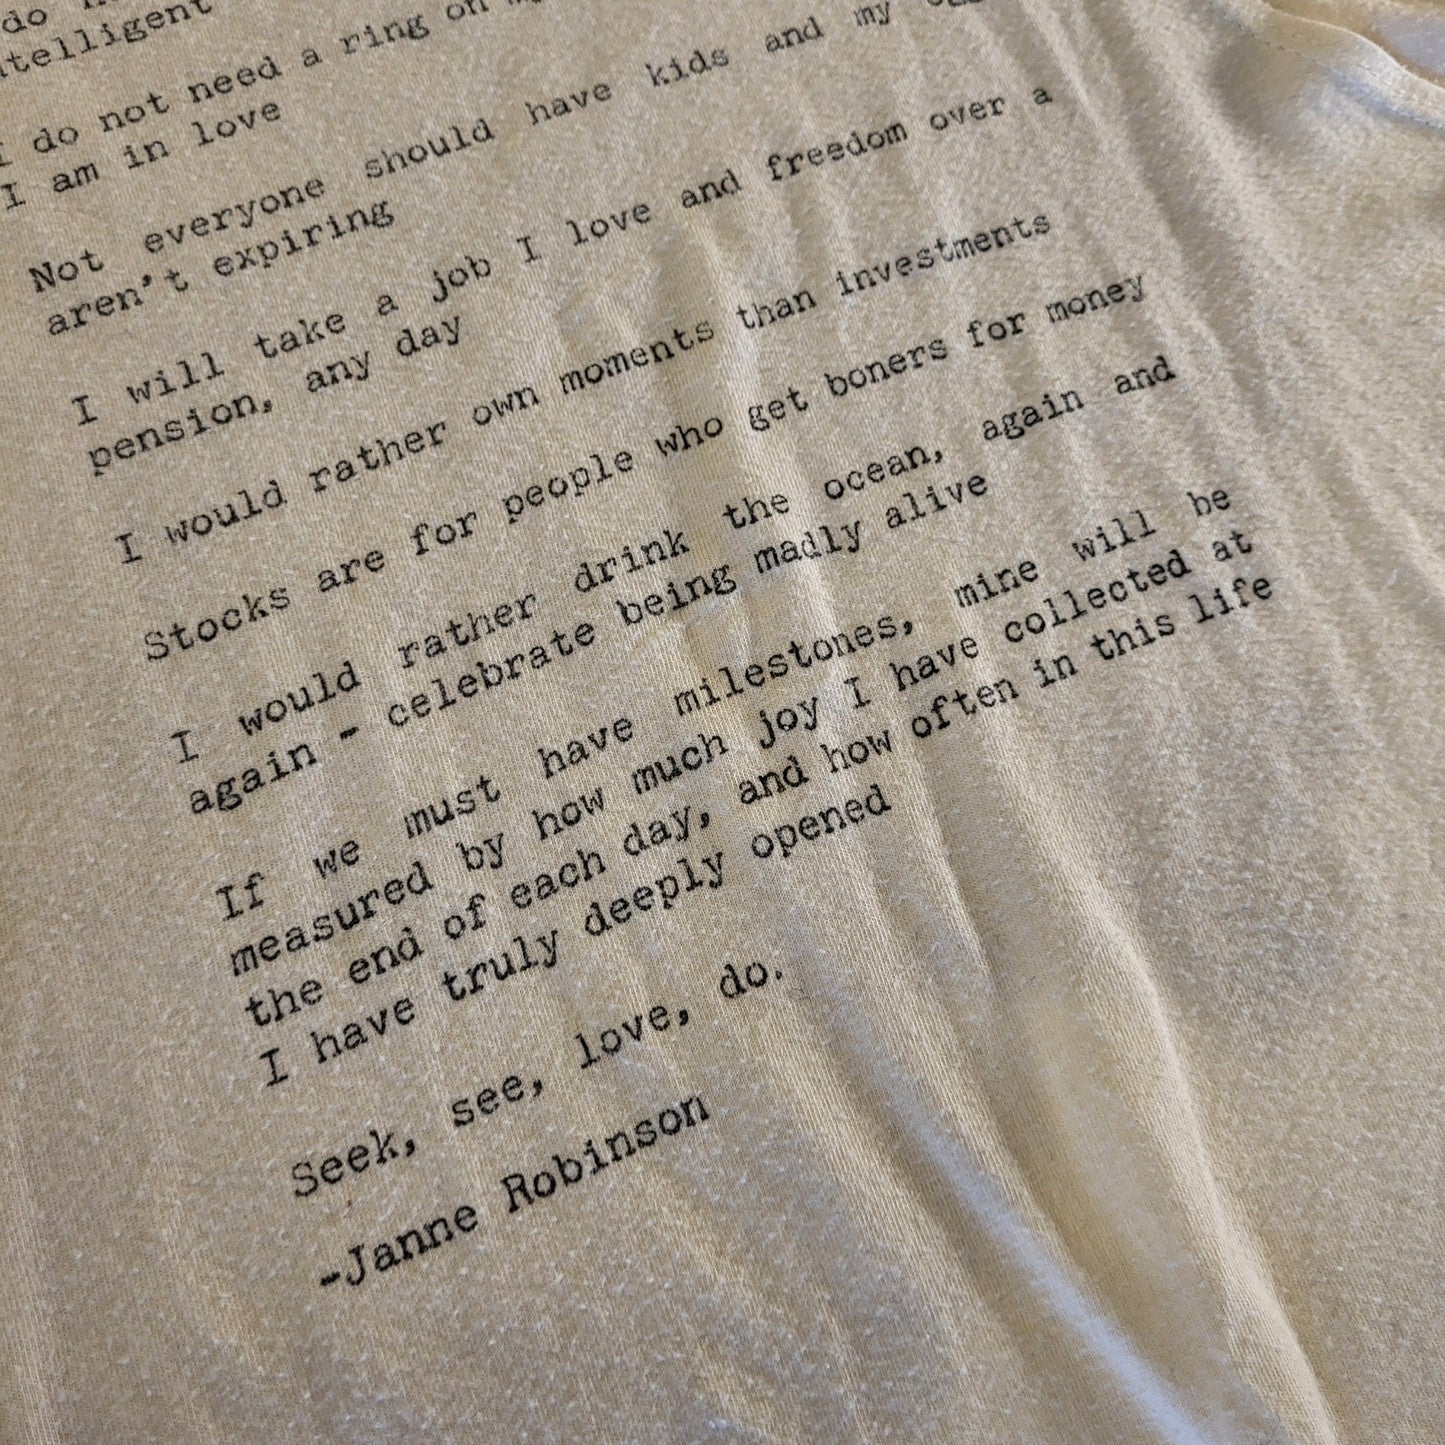 do
intelligent
I do not need a ring on
I am in love
Not everyone should have kids and my
aren't expiring
I will take a job I love and freedom over a
pension, any day
I would rather own moments than investments
Stocks are for people who get boners for money
I would rather drink the ocean, again and
again - celebrate being madly alive
If we must have milestones, mine will be
measured by how much joy I have collected at
the end of each day, and how often in this life
I have truly deeply opened
Seek, see, love, do.
-Janne Robinson